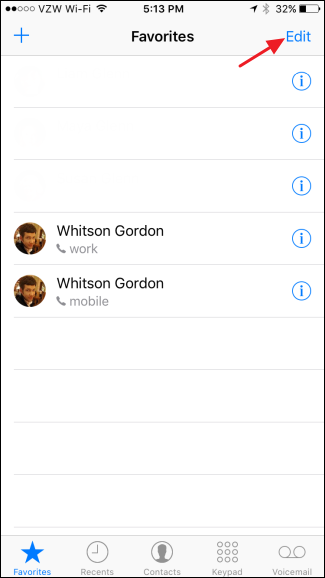 VZW Wi-Fi 5:13 PM 32%
Favorites Edit
Whitson Gordon
work
Whitson Gordon
mobile
Favorites Recents Contacts Keypad Voicemail